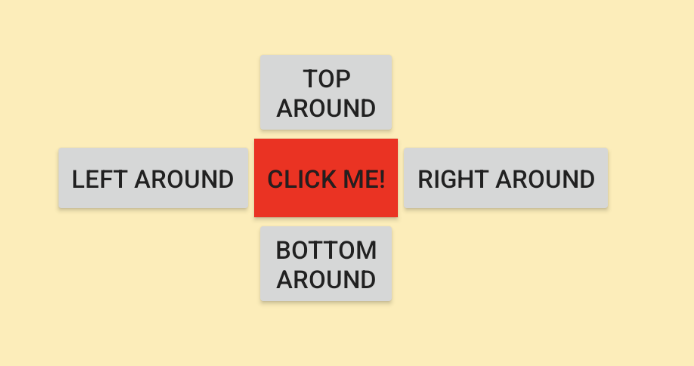 TOP
AROUND
LEFT AROUND
CLICK ME!
RIGHT AROUND
BOTTOM
AROUND